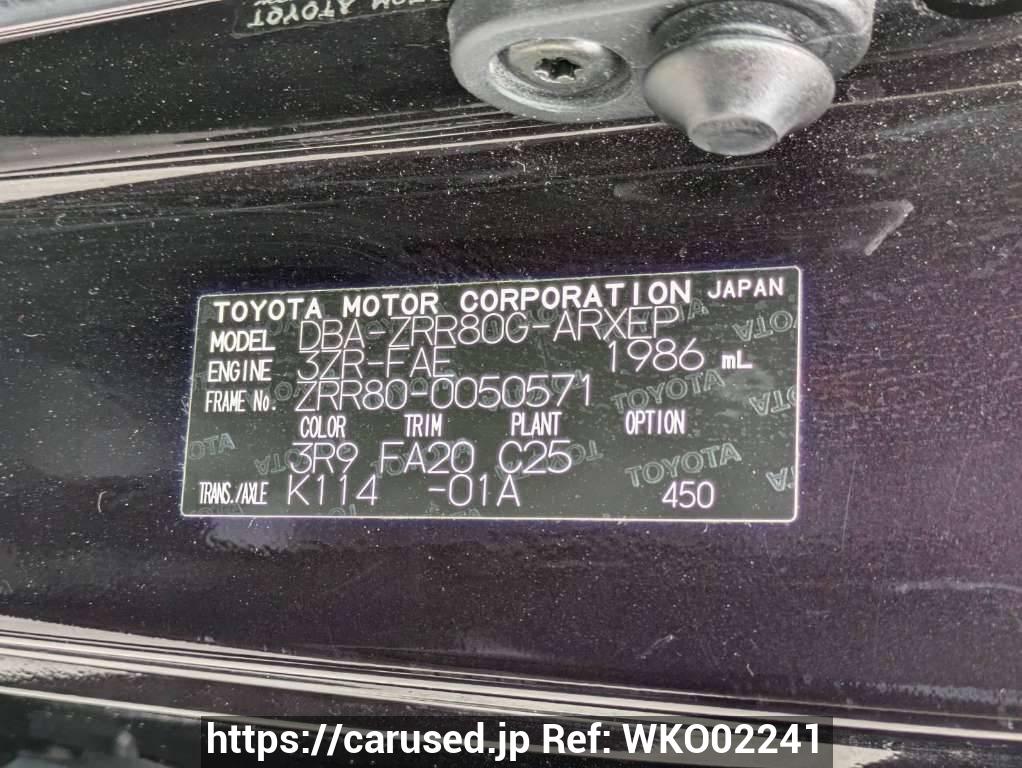 TOYOTA MOTOR CORPORATION JAPAN
MODEL DBA-ZRR80G-ARXEP
ENGINE 3ZR-FAE 1986 mL
FRAME No. ZRR80-0050571
COLOR TRIM PLANT OPTION
3R9 FA20 C25
TRANS./AXLE K114 -01A 450
https://carused.jp Ref: WKO02241